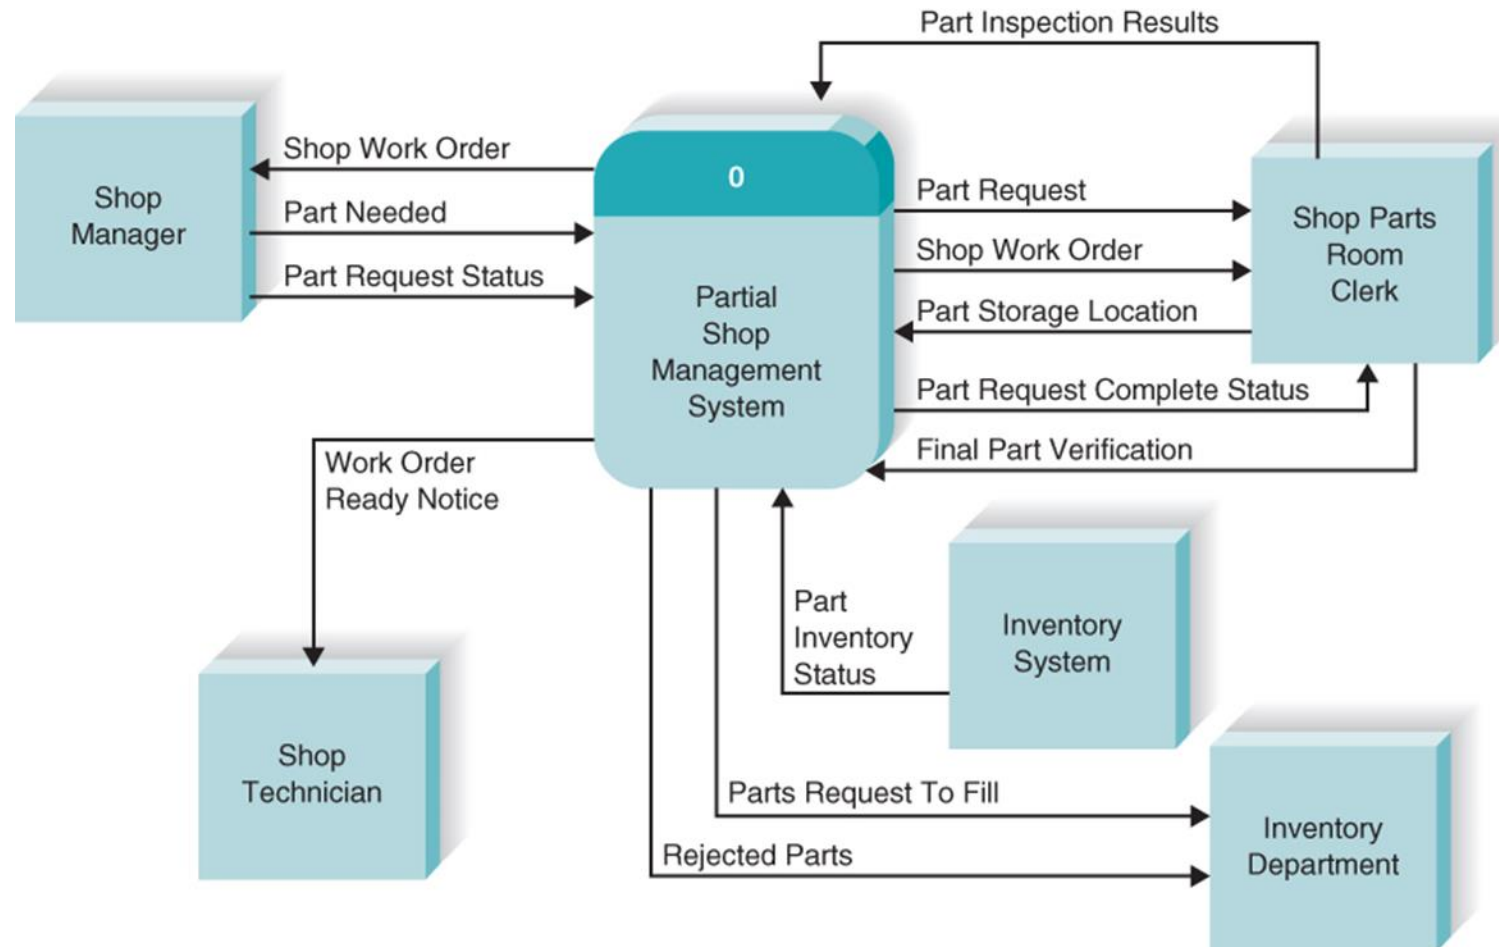 Part Inspection Results
Shop Work Order
Part Needed
Part Request Status
Shop
Manager
0
Partial
Shop
Management
System
Part Request
Shop Work Order
Part Storage Location
Part Request Complete Status
Final Part Verification
Shop Parts
Room
Clerk
Work Order
Ready Notice
Shop
Technician
Part
Inventory
Status
Inventory
System
Parts Request To Fill
Rejected Parts
Inventory
Department